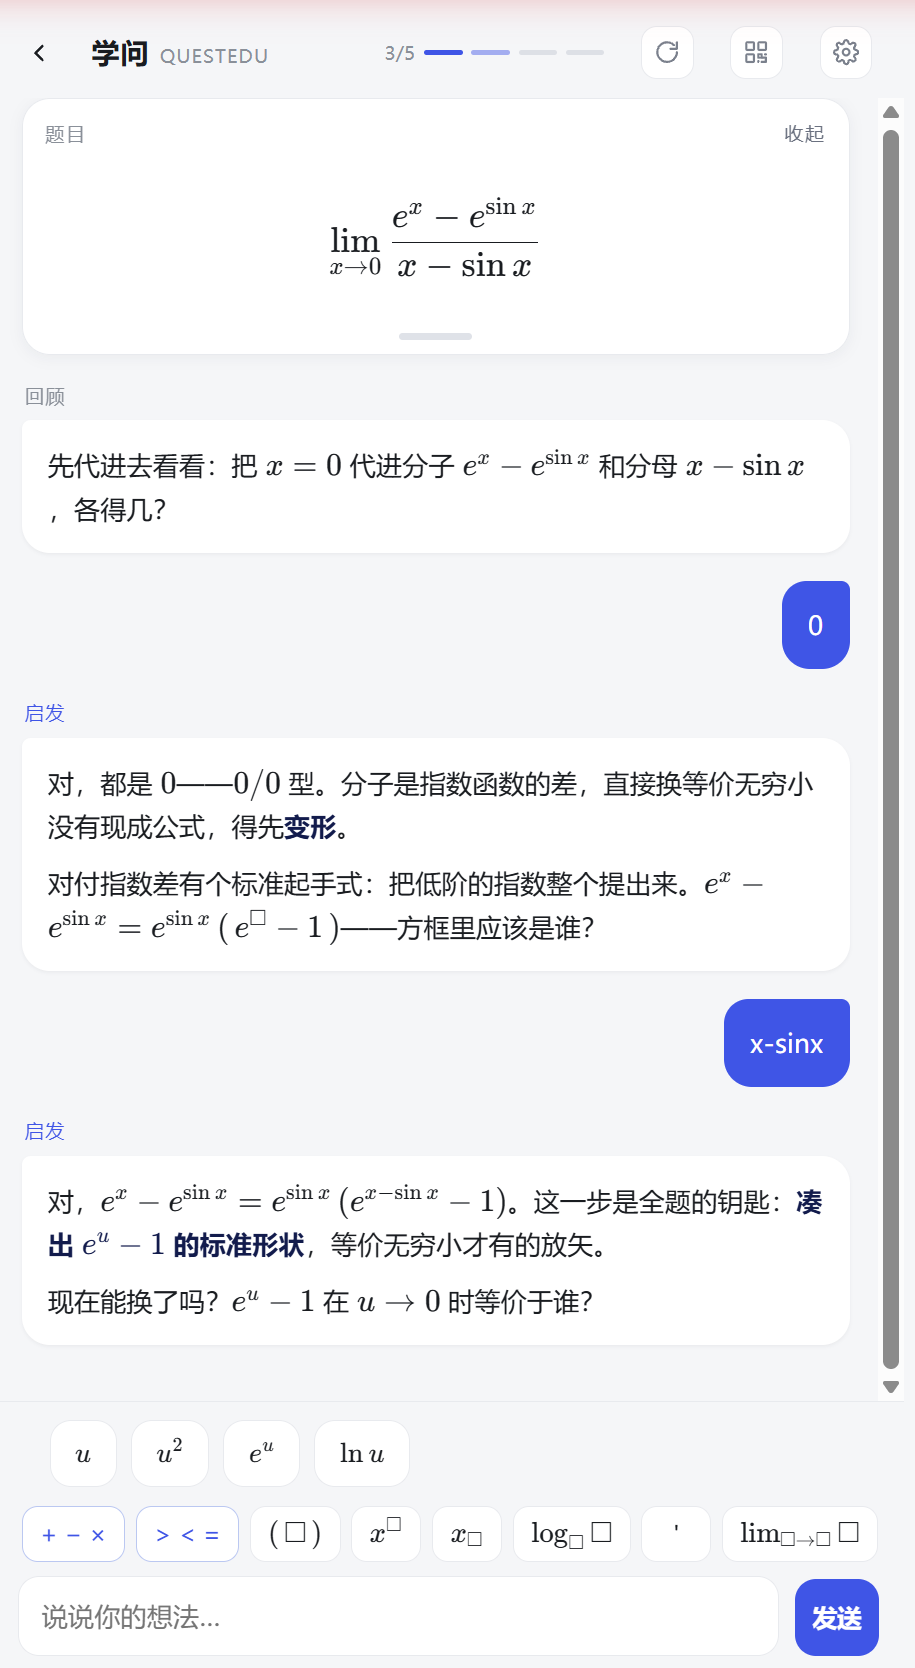 学问 QUESTEDU 3/5
题目 收起
lim_{x→0} \frac{e^x − e^{sin x}}{x − sin x}
回顾
先代进去看看：把 x = 0 代进分子 e^x − e^{sin x} 和分母 x − sin x
，各得几？
0
启发
对，都是 0——0/0 型。分子是指数函数的差，直接换等价无穷小
没有现成公式，得先变形。
对付指数差有个标准起手式：把低阶的指数整个提出来。e^x −
e^{sin x} = e^{sin x} (e^□ − 1)——方框里应该是谁？
x-sinx
启发
对，e^x − e^{sin x} = e^{sin x} (e^{x−sin x} − 1)。这一步是全题的钥匙：凑
出 e^u − 1 的标准形状，等价无穷小才有的放矢。
现在能换了吗？e^u − 1 在 u → 0 时等价于谁？
u u^2 e^u ln u
+ − × > < = (□) x^□ x_□ log_□ □ ' lim_{□→□} □
说说你的想法... 发送